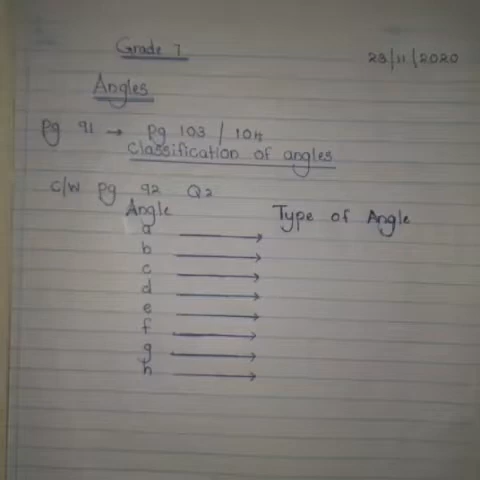 Grade 7
23/11/2020
Angles
Pg 91 → pg 103 / 104
Classification of angles
C/W pg 92 Q2
Angle Type of Angle
a →
b →
c →
d →
e →
f →
g →
h →